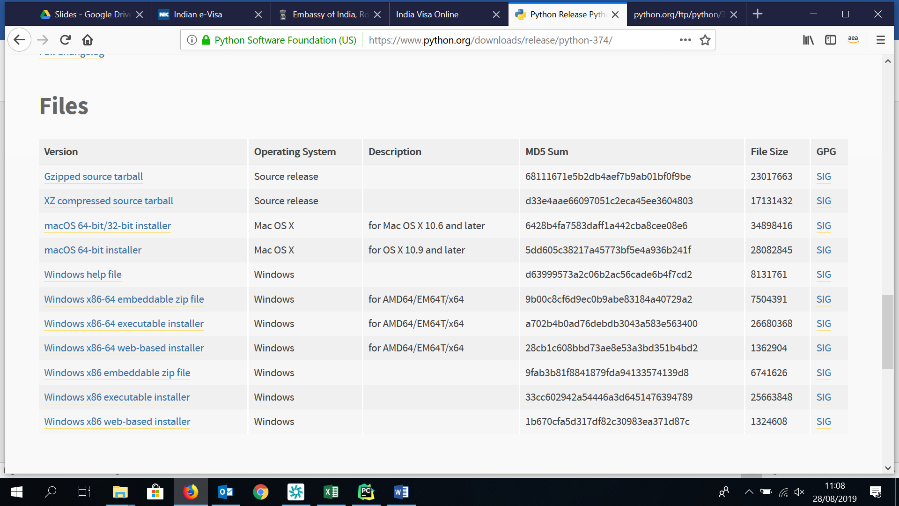 Slides - Google Drive
Indian e-Visa
Embassy of India, Ro
India Visa Online
Python Release Pyth
python.org/ftp/python/3
Python Software Foundation (US)
https://www.python.org/downloads/release/python-374/
Full Changelog
Files
Version Operating System Description MD5 Sum File Size GPG
Gzipped source tarball Source release 68111671e5b2db4aef7b9ab01bf0f9be 23017663 SIG
XZ compressed source tarball Source release d33e4aae66097051c2eca45ee3604803 17131432 SIG
macOS 64-bit/32-bit installer Mac OS X for Mac OS X 10.6 and later 6428b4fa7583daff1a442cba8cee08e6 34898416 SIG
macOS 64-bit installer Mac OS X for OS X 10.9 and later 5dd605c38217a45773bf5e4a936b241f 28082845 SIG
Windows help file Windows d63999573a2c06b2ac56cade6b4f7cd2 8131761 SIG
Windows x86-64 embeddable zip file Windows for AMD64/EM64T/x64 9b00c8cf6d9ec0b9abe83184a40729a2 7504391 SIG
Windows x86-64 executable installer Windows for AMD64/EM64T/x64 a702b4b0ad76debdb3043a583e563400 26680368 SIG
Windows x86-64 web-based installer Windows for AMD64/EM64T/x64 28cb1c608bbd73ae8e53a3bd351b4bd2 1362904 SIG
Windows x86 embeddable zip file Windows 9fab3b81f8841879fda94133574139d8 6741626 SIG
Windows x86 executable installer Windows 33cc602942a54446a3d6451476394789 25663848 SIG
Windows x86 web-based installer Windows 1b670cfa5d317df82c30983ea371d87c 1324608 SIG
11:08
28/08/2019